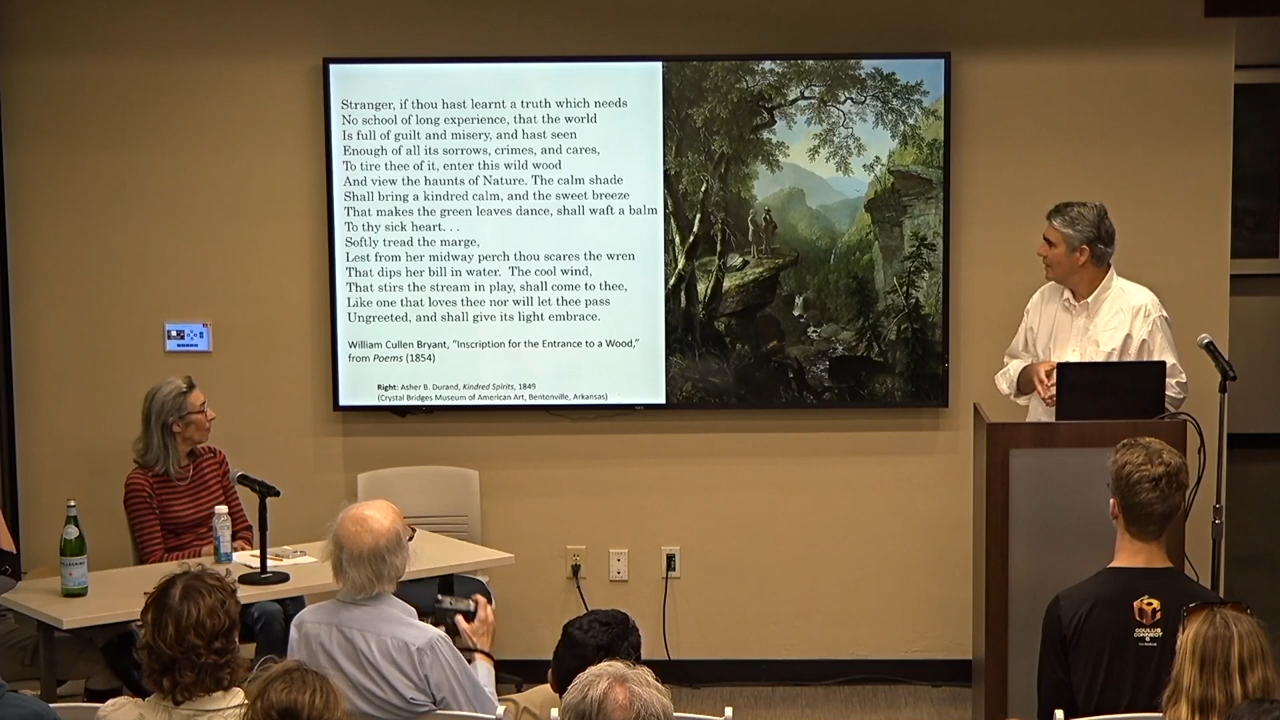 Stranger, if thou hast learnt a truth which needs
No school of long experience, that the world
Is full of guilt and misery, and hast seen
Enough of all its sorrows, crimes, and cares,
To tire thee of it, enter this wild wood
And view the haunts of Nature. The calm shade
Shall bring a kindred calm, and the sweet breeze
That makes the green leaves dance, shall waft a balm
To thy sick heart. . .
Softly tread the marge,
Lest from her midway perch thou scares the wren
That dips her bill in water.  The cool wind,
That stirs the stream in play, shall come to thee,
Like one that loves thee nor will let thee pass
Ungreeted, and shall give its light embrace.
William Cullen Bryant, “Inscription for the Entrance to a Wood,”
from Poems (1854)
Right: Asher B. Durand, Kindred Spirits, 1849
(Crystal Bridges Museum of American Art, Bentonville, Arkansas)
OCULUS
CONNECT
6